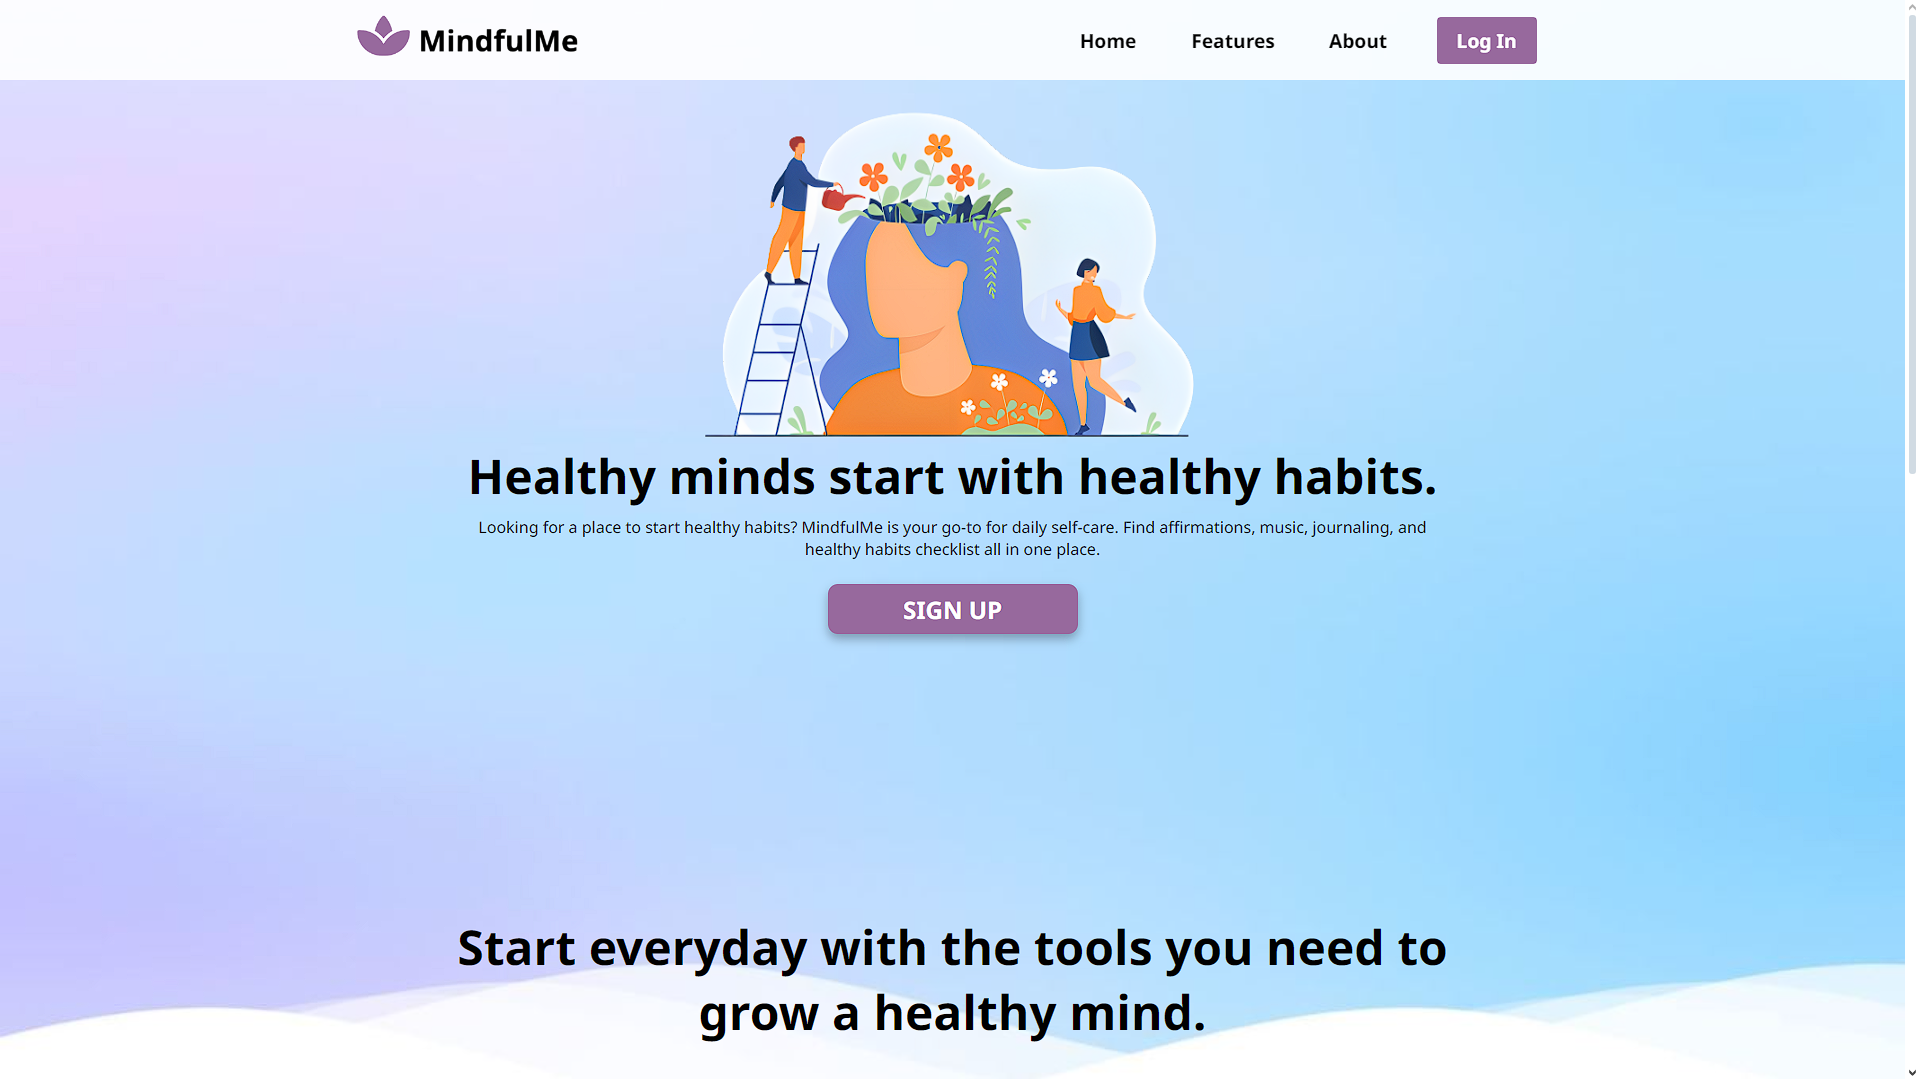 MindfulMe
Home
Features
About
Log In
Healthy minds start with healthy habits.
Looking for a place to start healthy habits? MindfulMe is your go-to for daily self-care. Find affirmations, music, journaling, and
healthy habits checklist all in one place.
SIGN UP
Start everyday with the tools you need to
grow a healthy mind.